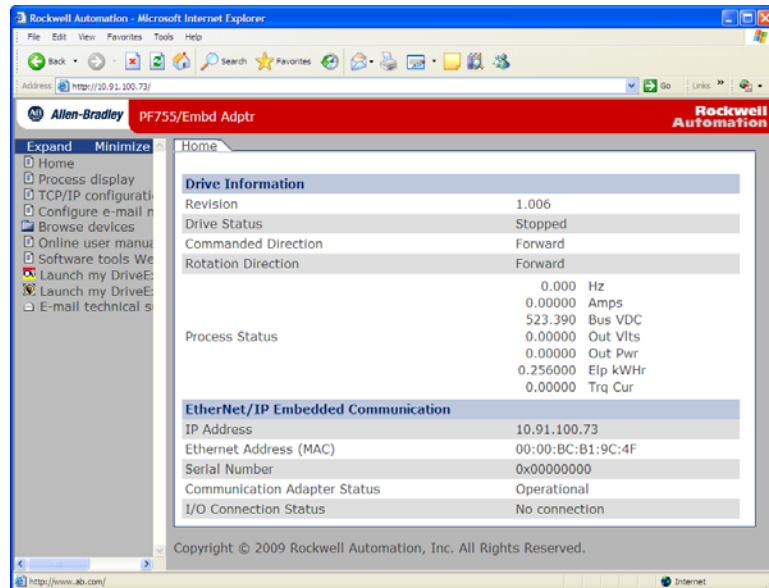 Rockwell Automation - Microsoft Internet Explorer
File Edit View Favorites Tools Help
Back Search Favorites
Address http://10.91.100.73/ Go Links »
AB Allen-Bradley PF755/Embd Adptr Rockwell Automation
Expand Minimize
Home
Process display
TCP/IP configurati
Configure e-mail n
Browse devices
Online user manua
Software tools We
Launch my DriveE
Launch my DriveE
E-mail technical s
Home
Drive Information
Revision 1.006
Drive Status Stopped
Commanded Direction Forward
Rotation Direction Forward
Process Status
0.000 Hz
0.00000 Amps
523.390 Bus VDC
0.00000 Out Vlts
0.00000 Out Pwr
0.256000 Elp kWHr
0.00000 Trq Cur
EtherNet/IP Embedded Communication
IP Address 10.91.100.73
Ethernet Address (MAC) 00:00:BC:B1:9C:4F
Serial Number 0x00000000
Communication Adapter Status Operational
I/O Connection Status No connection
Copyright © 2009 Rockwell Automation, Inc. All Rights Reserved.
http://www.ab.com/ Internet